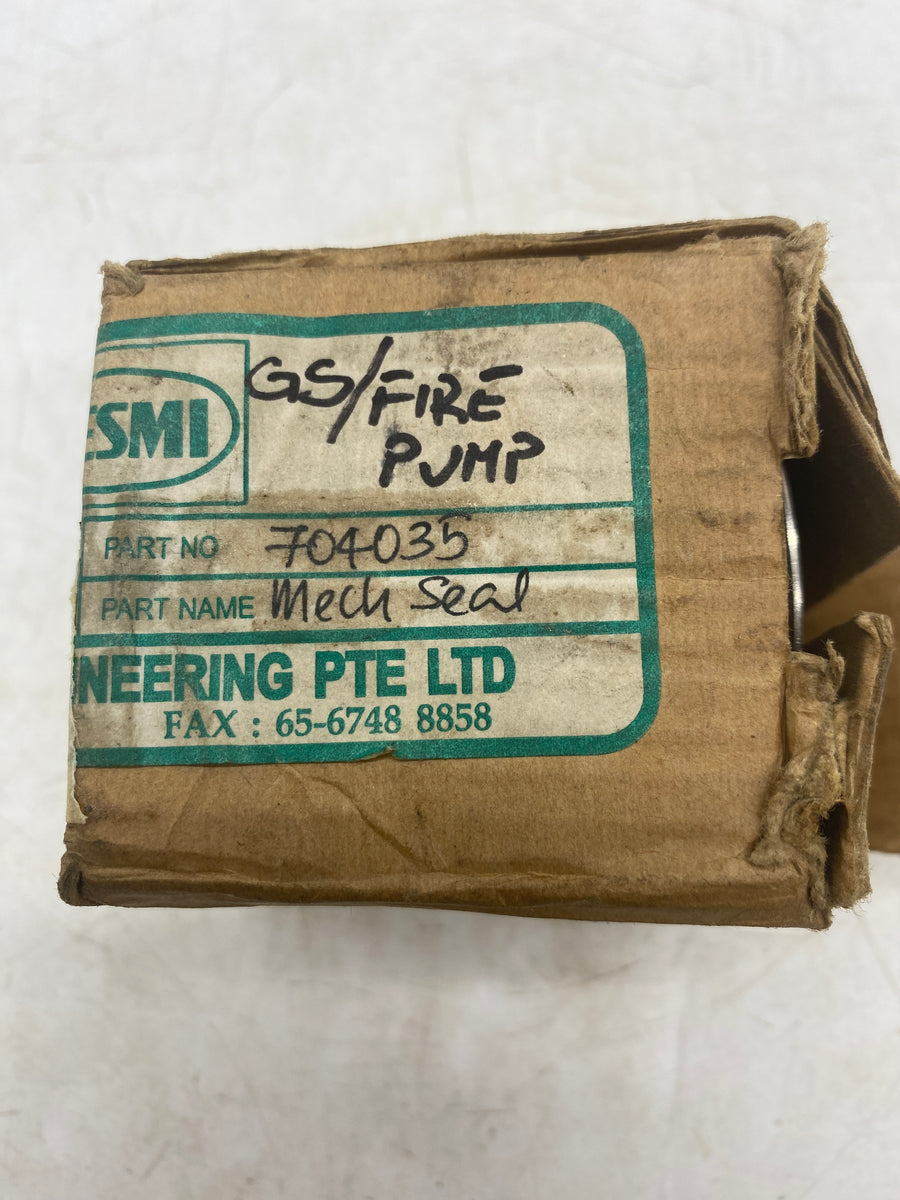 ESMI
GS/FIRE
PUMP
PART NO 704035
PART NAME Mech Seal
NEERING PTE LTD
FAX : 65-6748 8858